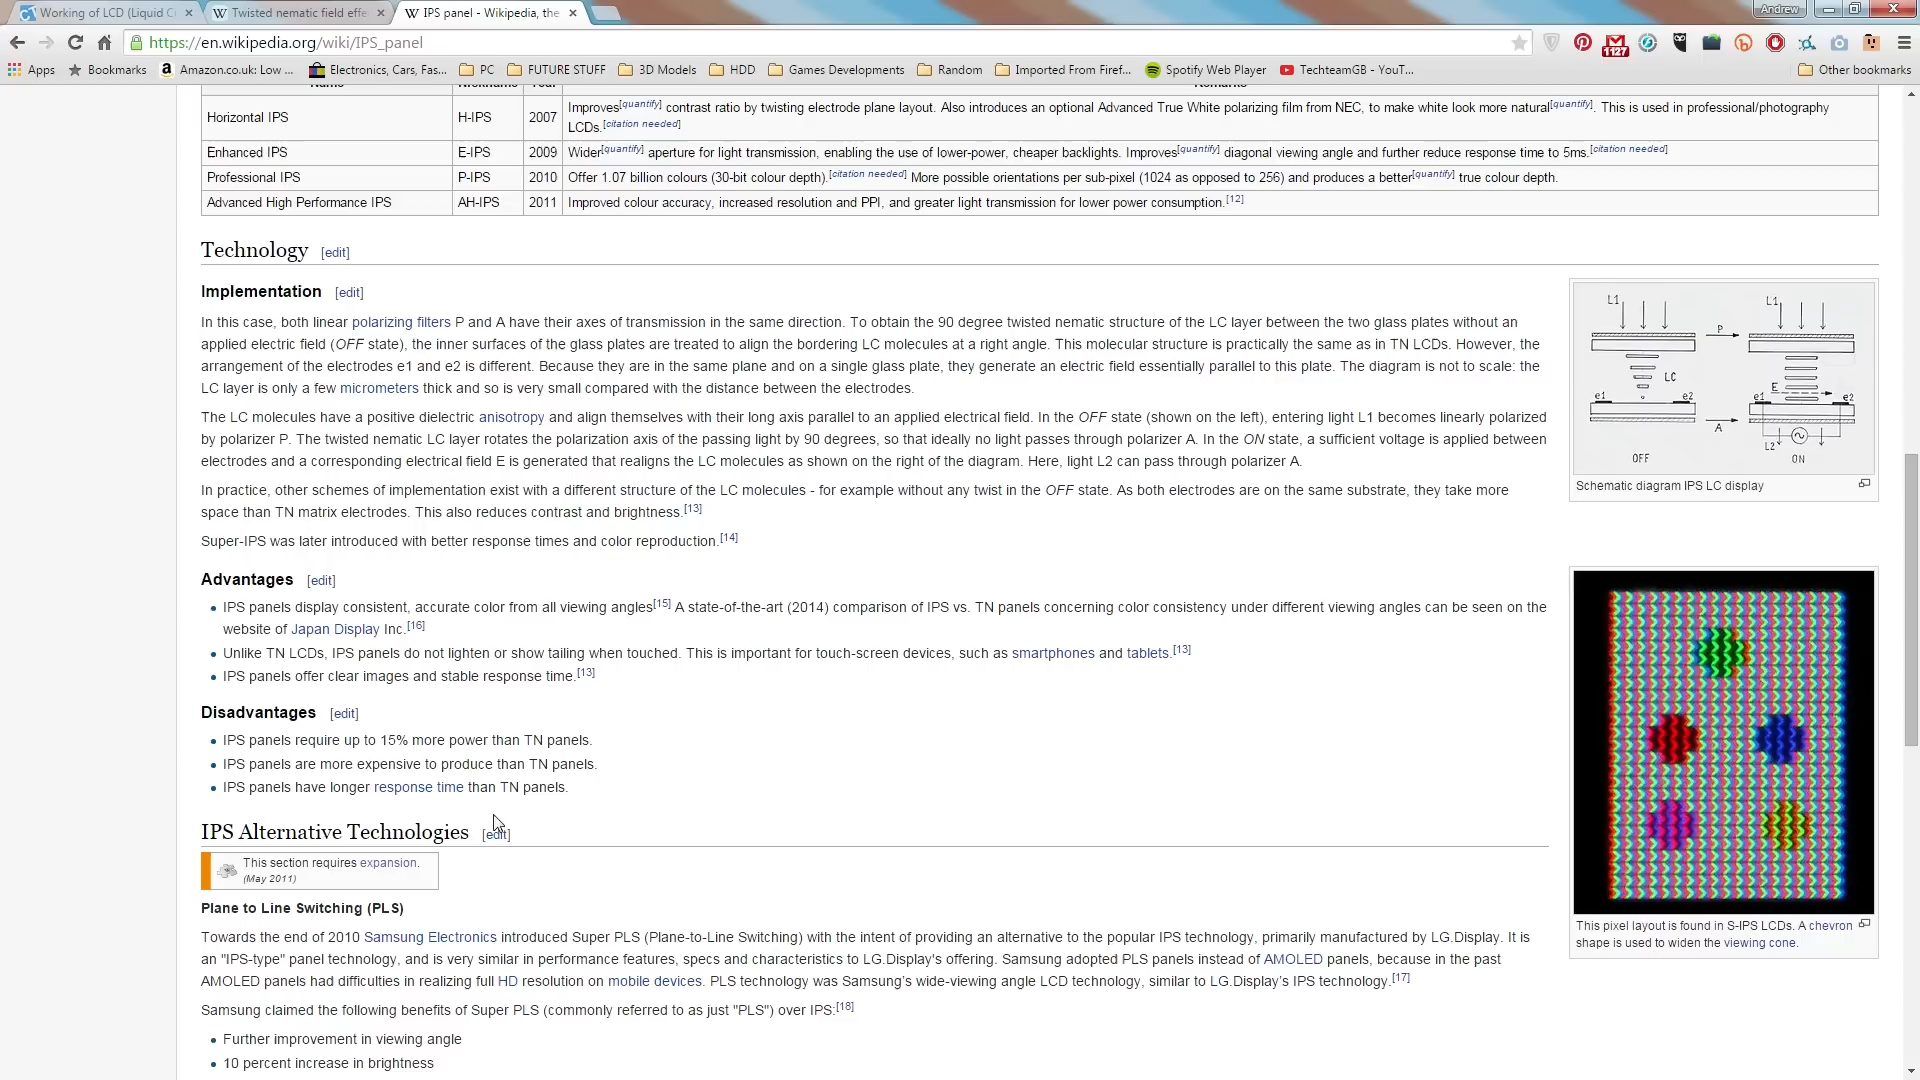 Working of LCD (Liquid C
Twisted nematic field effe
IPS panel - Wikipedia, the
Andrew
https://en.wikipedia.org/wiki/IPS_panel
1127
Apps
Bookmarks
Amazon.co.uk: Low ...
Electronics, Cars, Fas...
PC
FUTURE STUFF
3D Models
HDD
Games Developments
Random
Imported From Firef...
Spotify Web Player
TechteamGB - YouT...
Other bookmarks
Horizontal IPS H-IPS 2007 Improves[quantify] contrast ratio by twisting electrode plane layout. Also introduces an optional Advanced True White polarizing film from NEC, to make white look more natural[quantify]. This is used in professional/photography
LCDs.[citation needed]
Enhanced IPS E-IPS 2009 Wider[quantify] aperture for light transmission, enabling the use of lower-power, cheaper backlights. Improves[quantify] diagonal viewing angle and further reduce response time to 5ms.[citation needed]
Professional IPS P-IPS 2010 Offer 1.07 billion colours (30-bit colour depth).[citation needed] More possible orientations per sub-pixel (1024 as opposed to 256) and produces a better[quantify] true colour depth.
Advanced High Performance IPS AH-IPS 2011 Improved colour accuracy, increased resolution and PPI, and greater light transmission for lower power consumption.[12]
Technology [edit]
Implementation [edit]
In this case, both linear polarizing filters P and A have their axes of transmission in the same direction. To obtain the 90 degree twisted nematic structure of the LC layer between the two glass plates without an
applied electric field (OFF state), the inner surfaces of the glass plates are treated to align the bordering LC molecules at a right angle. This molecular structure is practically the same as in TN LCDs. However, the
arrangement of the electrodes e1 and e2 is different. Because they are in the same plane and on a single glass plate, they generate an electric field essentially parallel to this plate. The diagram is not to scale: the
LC layer is only a few micrometers thick and so is very small compared with the distance between the electrodes.
The LC molecules have a positive dielectric anisotropy and align themselves with their long axis parallel to an applied electrical field. In the OFF state (shown on the left), entering light L1 becomes linearly polarized
by polarizer P. The twisted nematic LC layer rotates the polarization axis of the passing light by 90 degrees, so that ideally no light passes through polarizer A. In the ON state, a sufficient voltage is applied between
electrodes and a corresponding electrical field E is generated that realigns the LC molecules as shown on the right of the diagram. Here, light L2 can pass through polarizer A.
In practice, other schemes of implementation exist with a different structure of the LC molecules - for example without any twist in the OFF state. As both electrodes are on the same substrate, they take more
space than TN matrix electrodes. This also reduces contrast and brightness.[13]
Super-IPS was later introduced with better response times and color reproduction.[14]
L1 L1
P
LC
E
e1 e2 e1 e2
A
L2
OFF ON
Schematic diagram IPS LC display
Advantages [edit]
IPS panels display consistent, accurate color from all viewing angles[15] A state-of-the-art (2014) comparison of IPS vs. TN panels concerning color consistency under different viewing angles can be seen on the
website of Japan Display Inc.[16]
Unlike TN LCDs, IPS panels do not lighten or show tailing when touched. This is important for touch-screen devices, such as smartphones and tablets.[13]
IPS panels offer clear images and stable response time.[13]
Disadvantages [edit]
IPS panels require up to 15% more power than TN panels.
IPS panels are more expensive to produce than TN panels.
IPS panels have longer response time than TN panels.
IPS Alternative Technologies [edit]
This section requires expansion.
(May 2011)
Plane to Line Switching (PLS)
Towards the end of 2010 Samsung Electronics introduced Super PLS (Plane-to-Line Switching) with the intent of providing an alternative to the popular IPS technology, primarily manufactured by LG.Display. It is
an "IPS-type" panel technology, and is very similar in performance features, specs and characteristics to LG.Display's offering. Samsung adopted PLS panels instead of AMOLED panels, because in the past
AMOLED panels had difficulties in realizing full HD resolution on mobile devices. PLS technology was Samsung's wide-viewing angle LCD technology, similar to LG.Display's IPS technology.[17]
Samsung claimed the following benefits of Super PLS (commonly referred to as just "PLS") over IPS:[18]
Further improvement in viewing angle
10 percent increase in brightness
This pixel layout is found in S-IPS LCDs. A chevron
shape is used to widen the viewing cone.